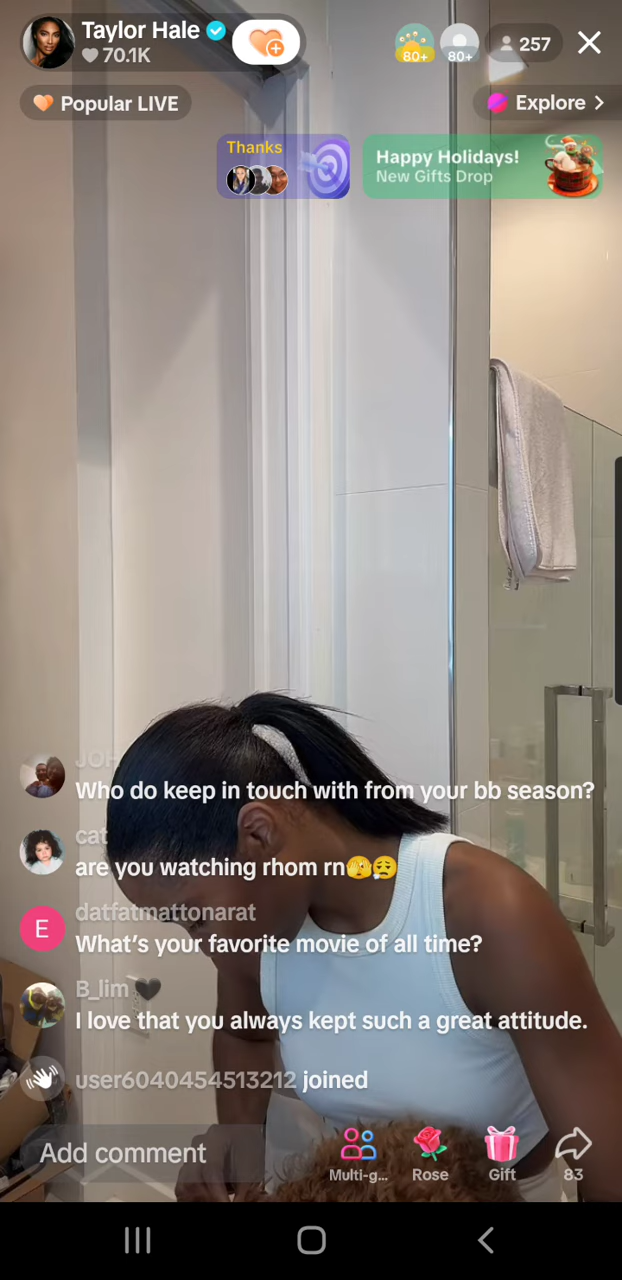 Taylor Hale
70.1K
257
80+
80+
Popular LIVE
Explore >
Thanks
Happy Holidays!
New Gifts Drop
Who do keep in touch with from your bb season?
cat
are you watching rhom rn🫣😮‍💨
datfatmattonarat
E
What's your favorite movie of all time?
B_lim🖤
I love that you always kept such a great attitude.
user6040454513212 joined
Add comment
Multi-g...
Rose
Gift
83